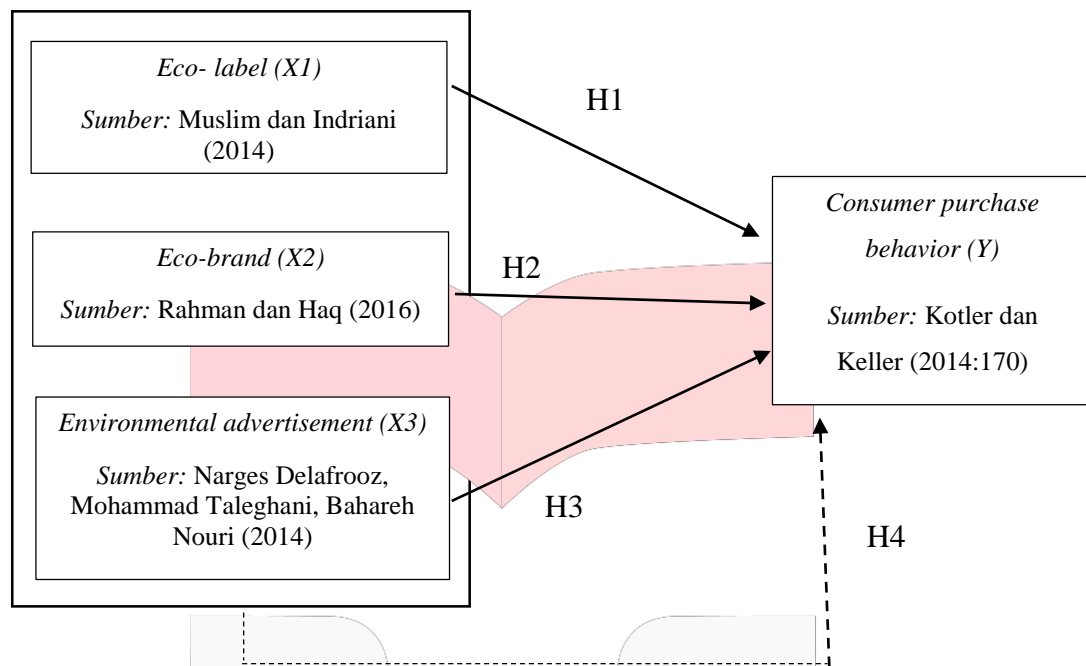 Eco- label (X1)
Sumber: Muslim dan Indriani
(2014)
H1
Eco-brand (X2)
Sumber: Rahman dan Haq (2016)
H2
Environmental advertisement (X3)
Sumber: Narges Delafrooz,
Mohammad Taleghani, Bahareh
Nouri (2014)
H3
Consumer purchase
behavior (Y)
Sumber: Kotler dan
Keller (2014:170)
H4